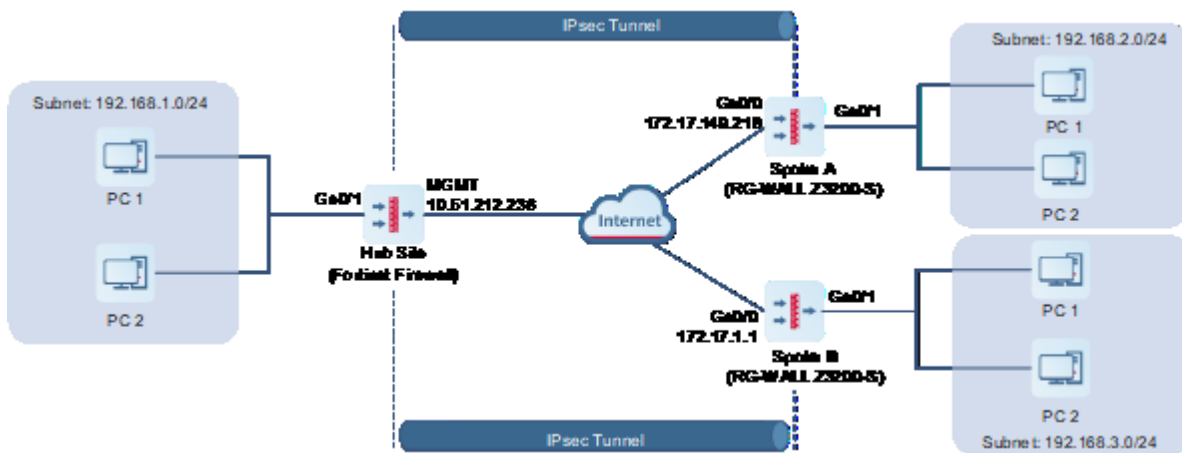 IPsec Tunnel
Subnet: 192.168.1.0/24
PC 1
PC 2
Ge0/1
MGMT
10.51.212.236
Hub Site
(Fortinet Firewall)
Internet
Ge0/0
172.17.149.218
Ge0/1
Spoke A
(RG-WALL Z3200-S)
Subnet: 192.168.2.0/24
PC 1
PC 2
Ge0/0
172.17.1.1
Ge0/1
Spoke B
(RG-WALL Z3200-S)
PC 1
PC 2
Subnet: 192.168.3.0/24
IPsec Tunnel